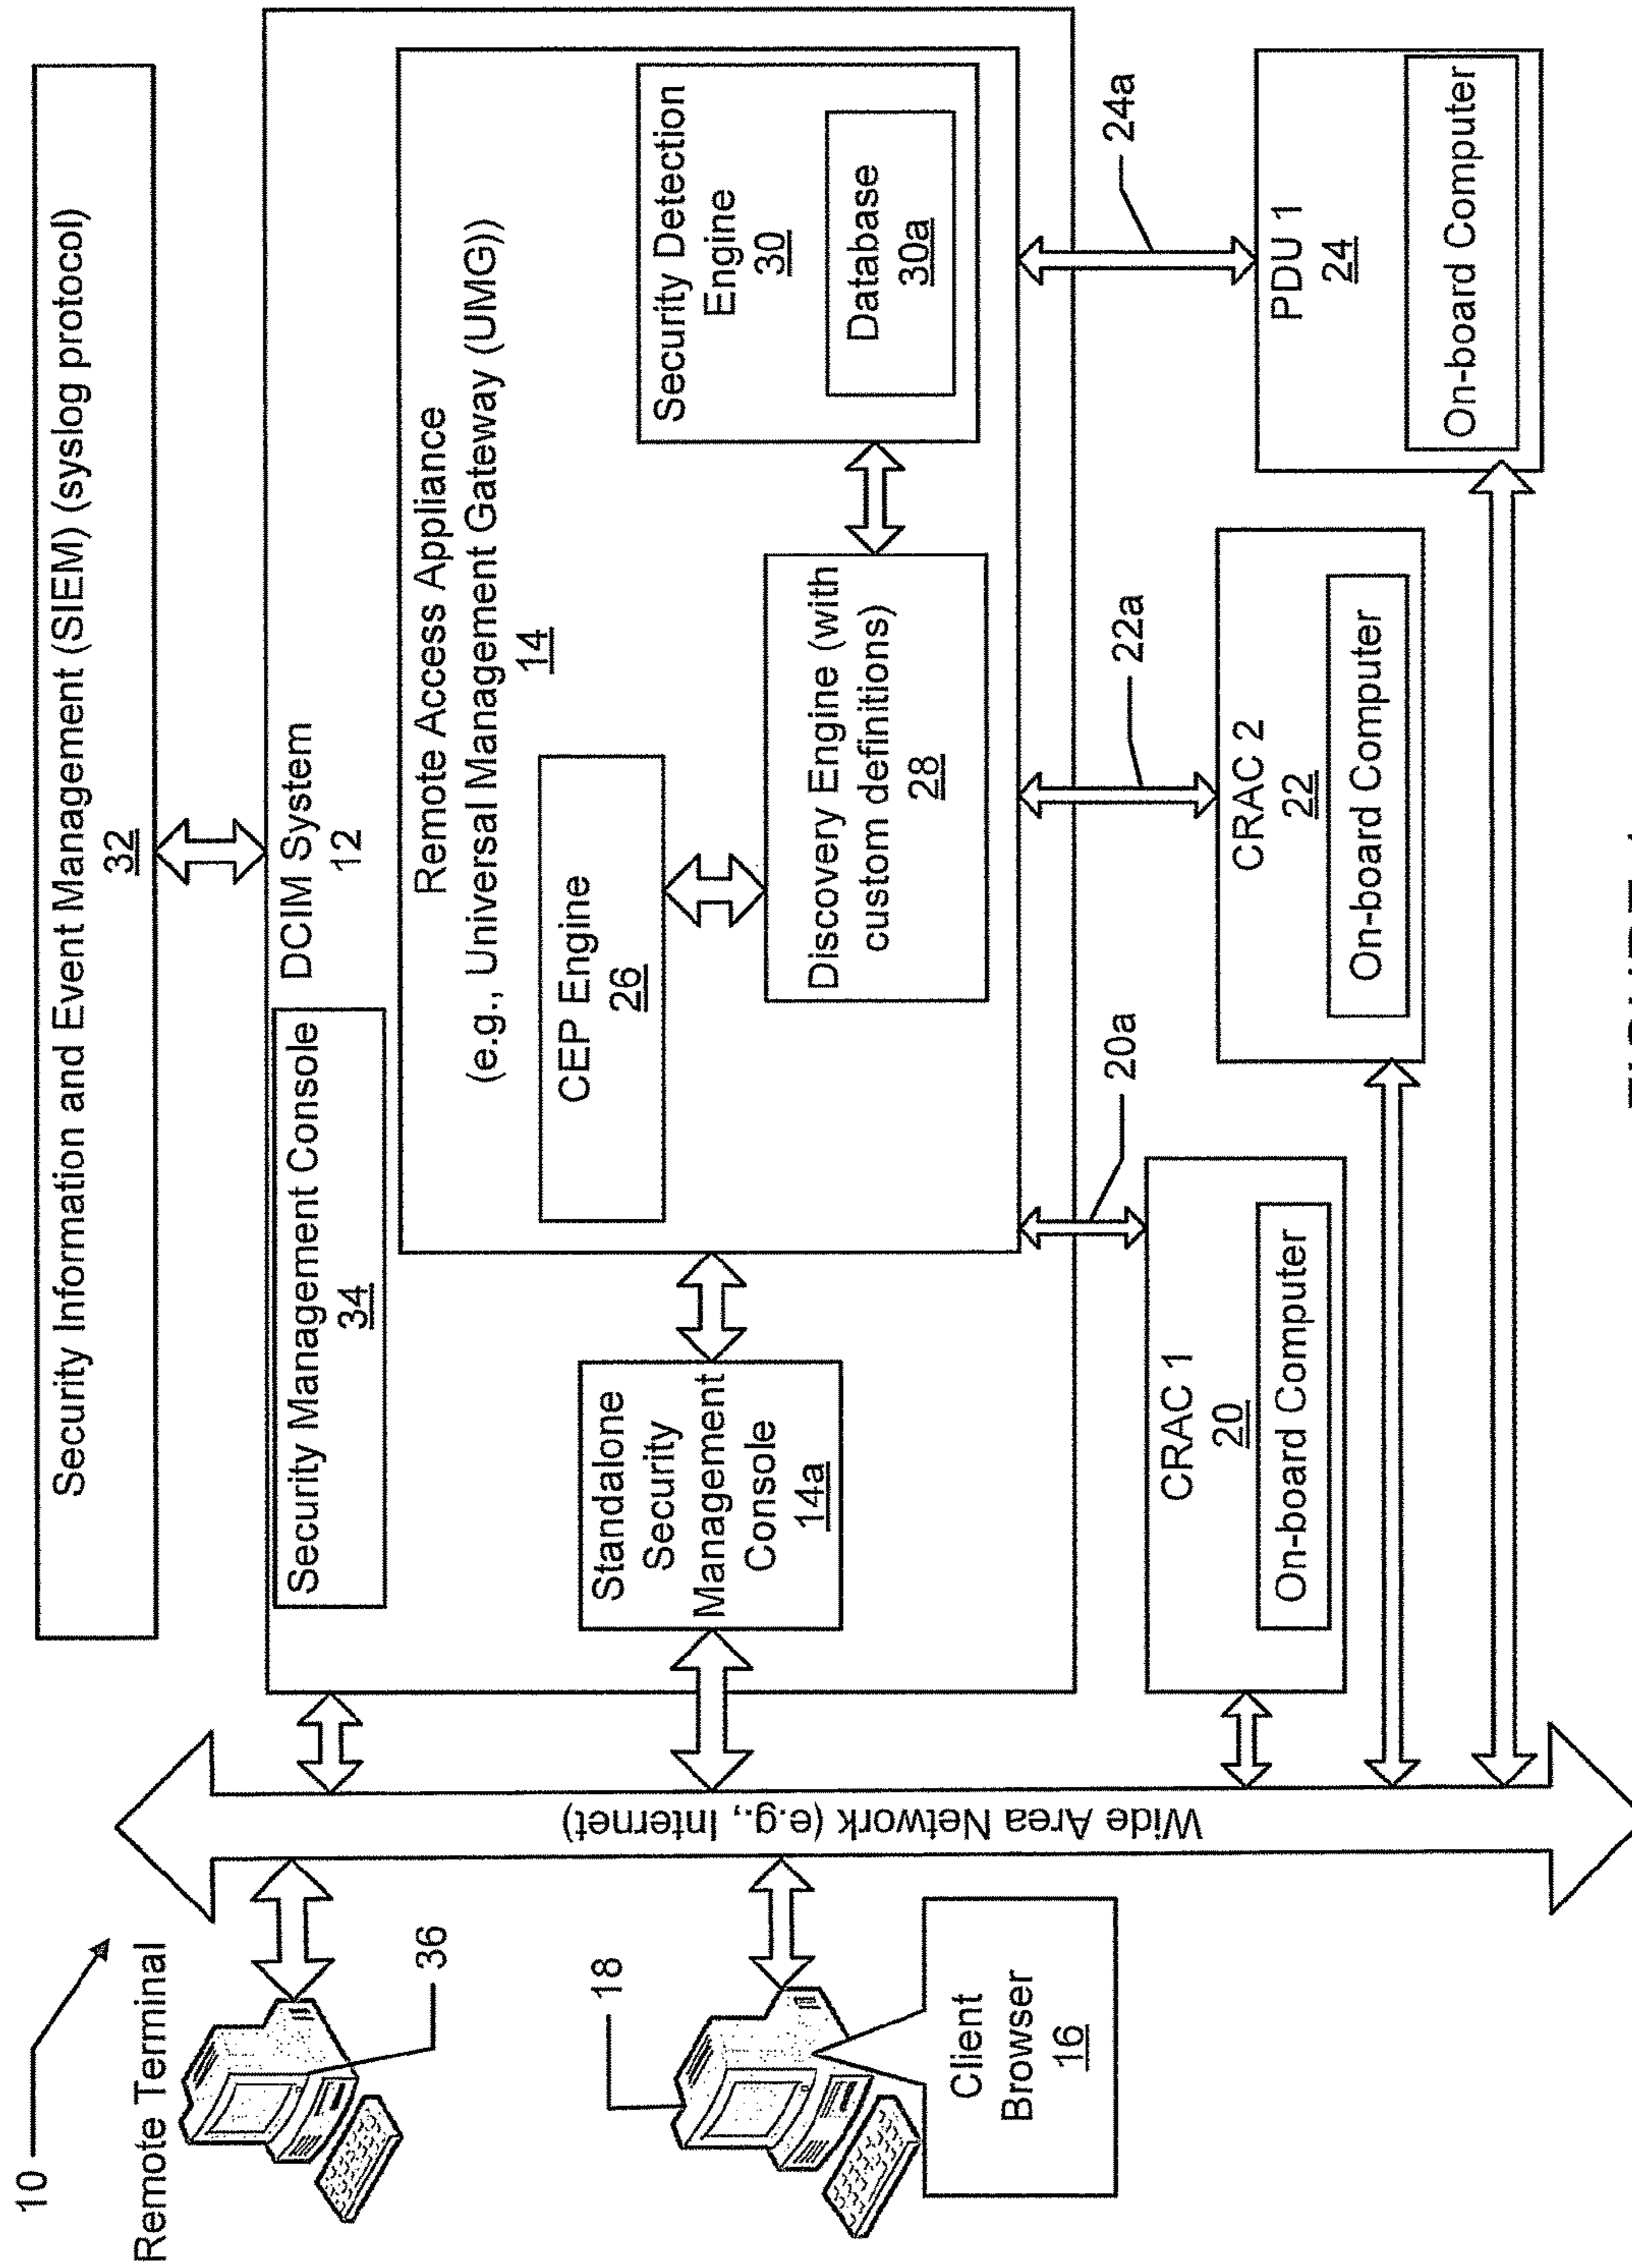 10
Remote Terminal
36
18
Client
Browser
16
Wide Area Network (e.g., Internet)
Security Information and Event Management (SIEM) (syslog protocol)
32
DCIM System
12
Security Management Console
34
Standalone
Security
Management
Console
14a
Remote Access Appliance
(e.g., Universal Management Gateway (UMG))
14
CEP Engine
26
Discovery Engine (with
custom definitions)
28
Security Detection
Engine
30
Database
30a
20a
22a
24a
CRAC 1
20
On-board Computer
CRAC 2
22
On-board Computer
PDU 1
24
On-board Computer